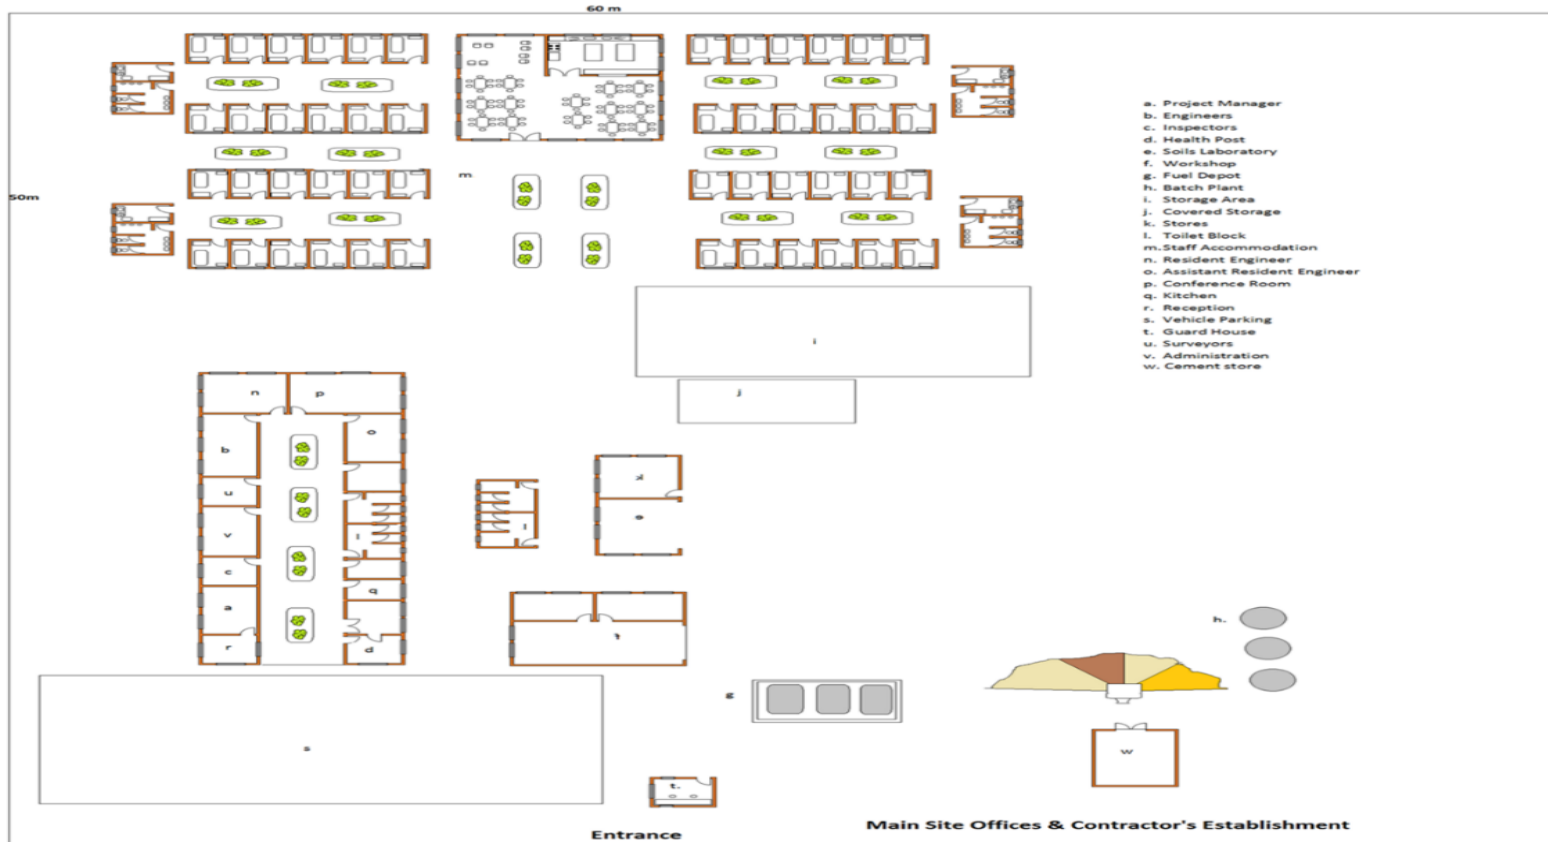 60 m
50m
a. Project Manager
b. Engineers
c. Inspectors
d. Health Post
e. Soils Laboratory
f. Workshop
g. Fuel Depot
h. Batch Plant
i. Storage Area
j. Covered Storage
k. Stores
l. Toilet Block
m. Staff Accommodation
n. Resident Engineer
o. Assistant Resident Engineer
p. Conference Room
q. Kitchen
r. Reception
s. Vehicle Parking
t. Guard House
u. Surveyors
v. Administration
w. Cement store
m
i
j
n
p
b
o
u
v
l
c
q
a
r
d
l
k
e
f
h.
g
s
w
t.
Main Site Offices & Contractor's Establishment
Entrance